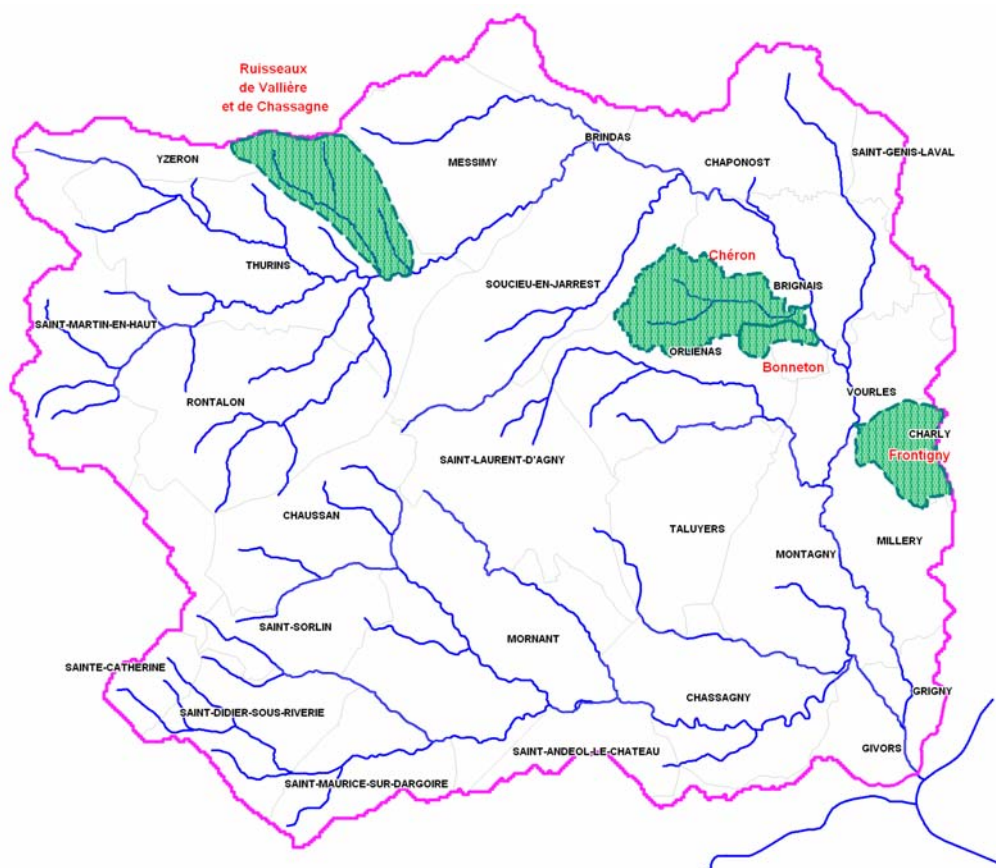 Ruisseaux
de Vallière
et de Chassagne
BRINDAS
YZERON
MESSIMY
CHAPONOST
SAINT-GENIS-LAVAL
Chéron
THURINS
SOUCIEU-EN-JARREST
BRIGNAIS
SAINT-MARTIN-EN-HAUT
ORLIENAS
Bonneton
VOURLES
RONTALON
CHARLY
Frontigny
SAINT-LAURENT-D'AGNY
CHAUSSAN
TALUYERS
MONTAGNY
MILLERY
SAINT-SORLIN
MORNANT
SAINTE-CATHERINE
CHASSAGNY
GRIGNY
SAINT-DIDIER-SOUS-RIVERIE
SAINT-ANDEOL-LE-CHATEAU
GIVORS
SAINT-MAURICE-SUR-DARGOIRE